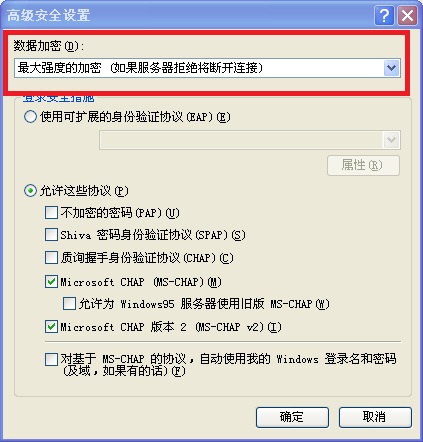 高级安全设置
数据加密(D):
最大强度的加密 (如果服务器拒绝将断开连接)
登录安全措施
使用可扩展的身份验证协议(EAP)(E)
属性(R)
允许这些协议(P)
不加密的密码(PAP)(U)
Shiva 密码身份验证协议(SPAP)(S)
质询握手身份验证协议(CHAP)(C)
Microsoft CHAP (MS-CHAP)(M)
允许为 Windows95 服务器使用旧版 MS-CHAP(W)
Microsoft CHAP 版本 2 (MS-CHAP v2)(I)
对基于 MS-CHAP 的协议，自动使用我的 Windows 登录名和密码
(及域，如果有的话)(F)
确定
取消